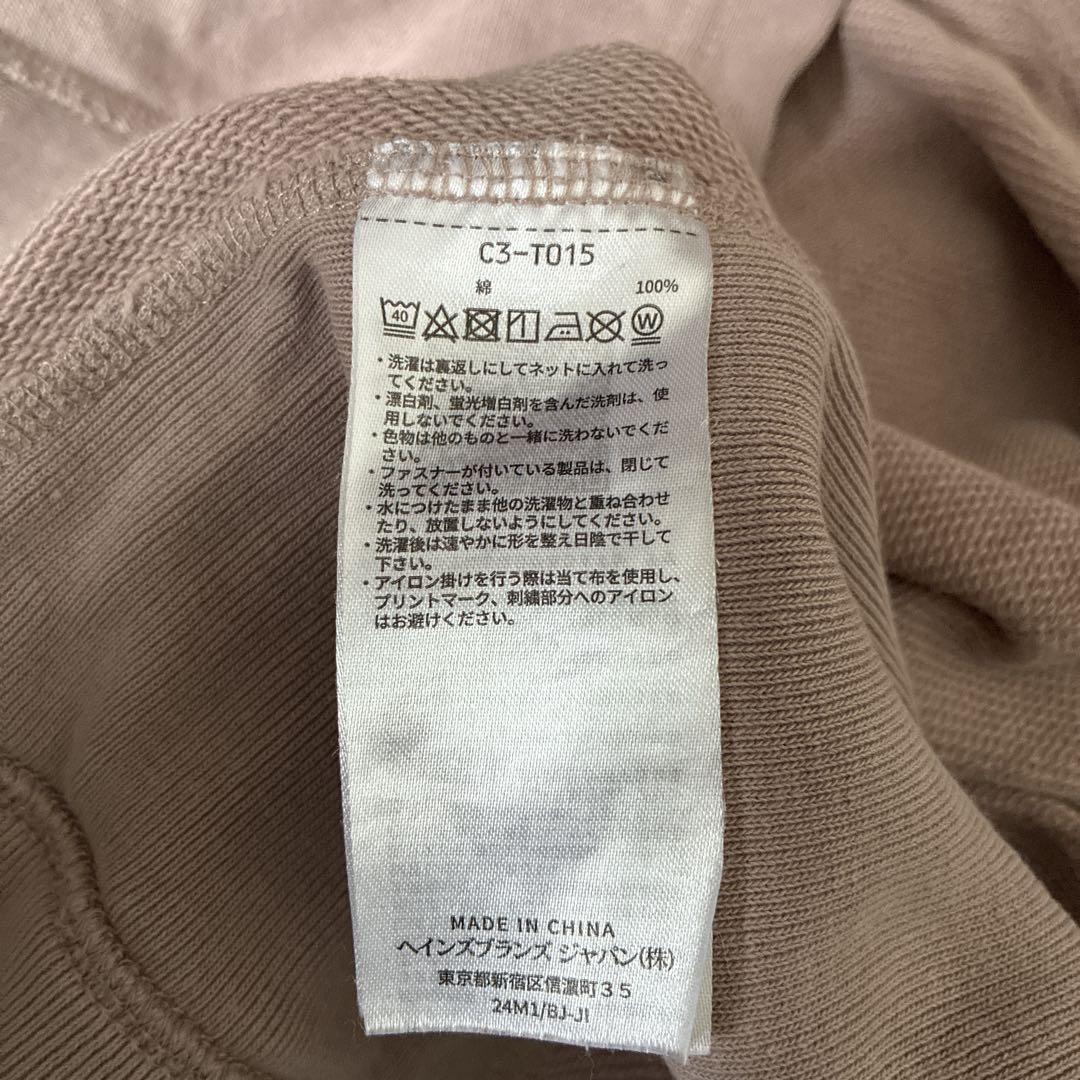 C3-T015
綿 100%
40 W
・洗濯は裏返しにしてネットに入れて洗っ
てください。
・漂白剤、蛍光増白剤を含んだ洗剤は、使
用しないでください。
・色物は他のものと一緒に洗わないでくだ
さい。
・ファスナーが付いている製品は、閉じて
洗ってください。
・水につけたまま他の洗濯物と重ね合わせ
たり、放置しないようにしてください。
・洗濯後は速やかに形を整え日陰で干して
下さい。
・アイロン掛けを行う際は当て布を使用し、
プリントマーク、刺繍部分へのアイロン
はお避けください。
MADE IN CHINA
ヘインズブランズ ジャパン(株)
東京都新宿区信濃町35
24M1/BJ-JI